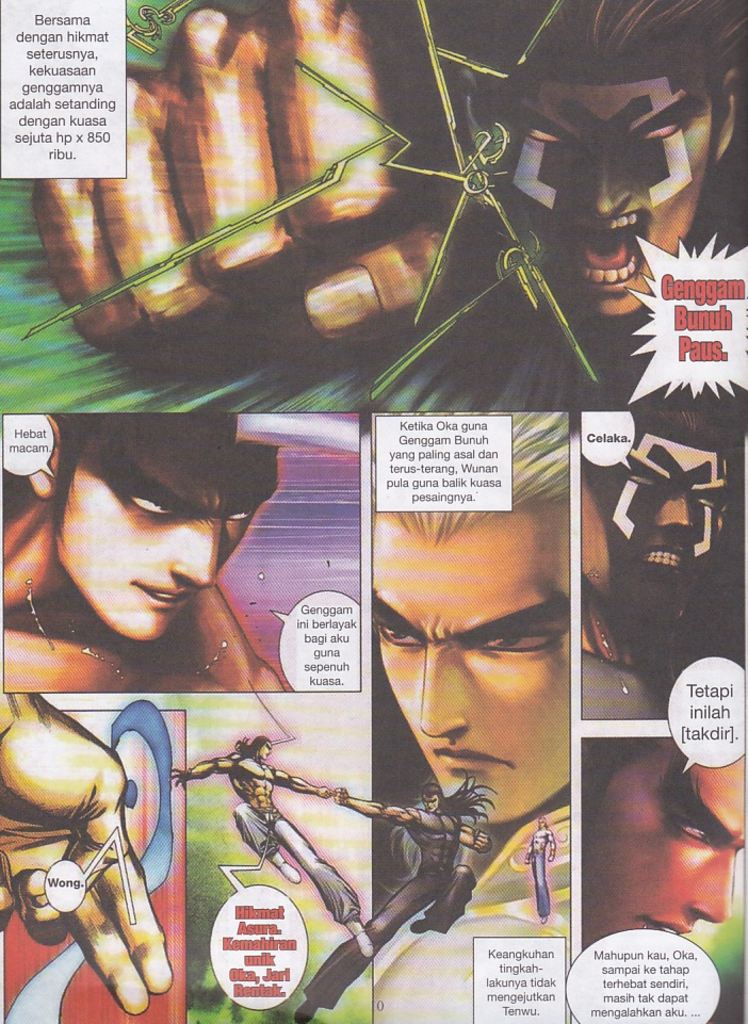 Bersama
dengan hikmat
seterusnya,
kekuasaan
genggamnya
adalah setanding
dengan kuasa
sejuta hp x 850
ribu.
Genggam
Bunuh
Paus.
Hebat
macam.
Genggam
ini berlayak
bagi aku
guna
sepenuh
kuasa.
Ketika Oka guna
Genggam Bunuh
yang paling asal dan
terus-terang, Wunan
pula guna balik kuasa
pesaingnya.
Celaka.
Tetapi
inilah
[takdir].
Wong.
Hikmat
Asura.
Kemahiran
unik
Oka, Jari
Rentak.
Keangkuhan
tingkah-
lakunya tidak
mengejutkan
Tenwu.
Mahupun kau, Oka,
sampai ke tahap
terhebat sendiri,
masih tak dapat
mengalahkan aku. ...